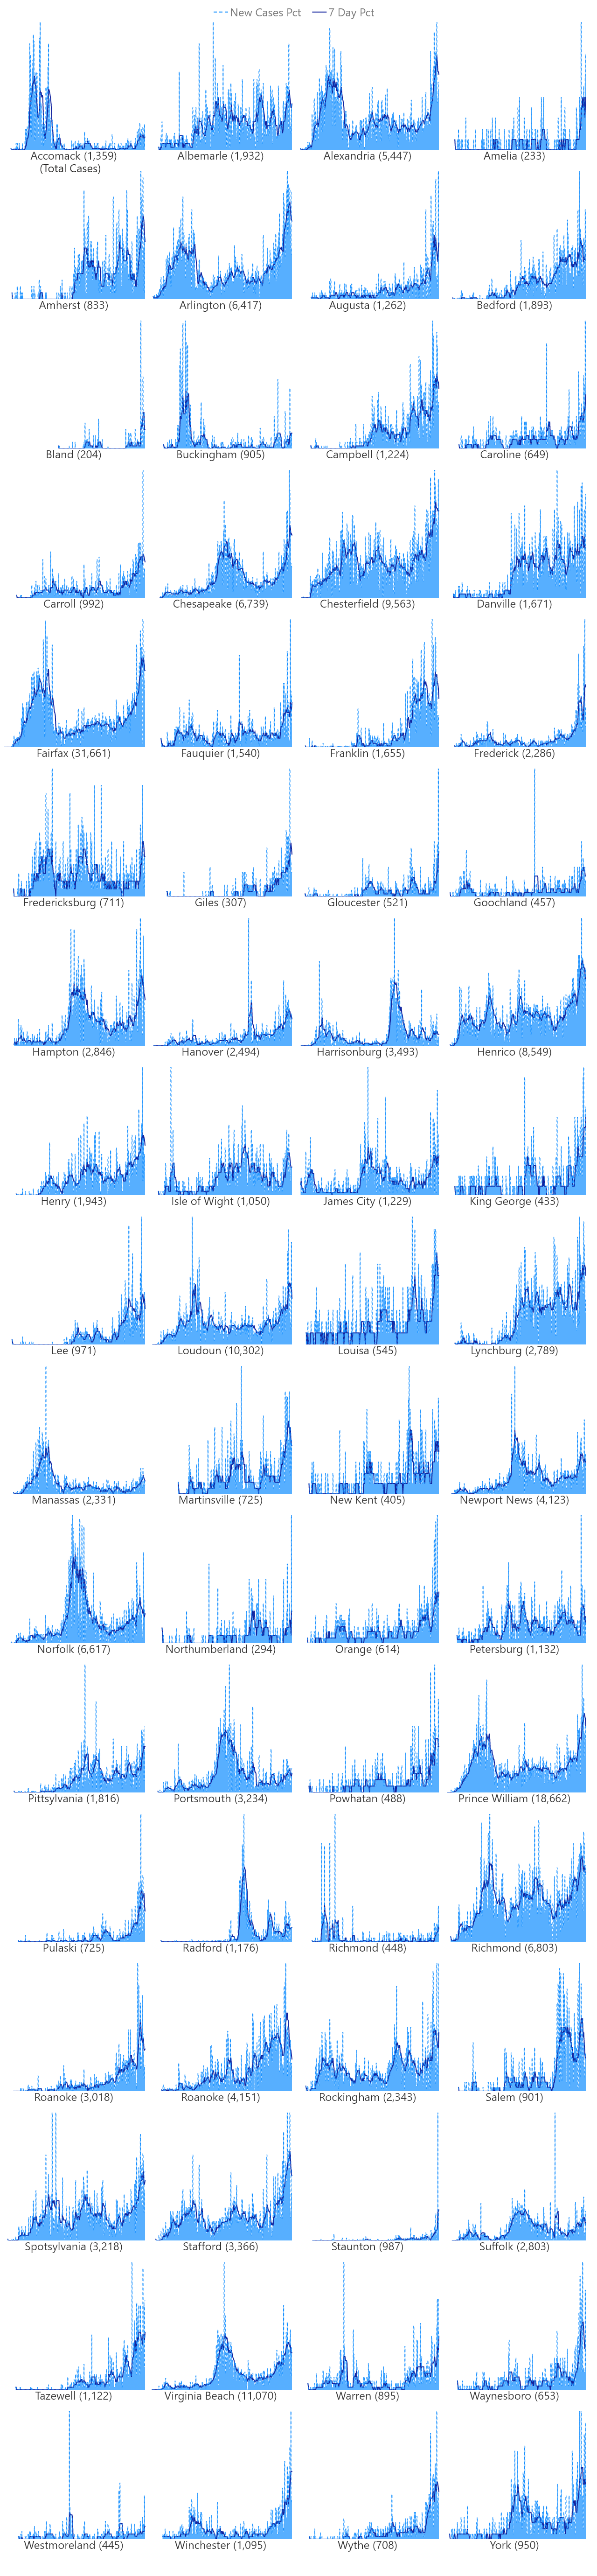 New Cases Pct 7 Day Pct
Accomack (1,359) Albemarle (1,932) Alexandria (5,447) Amelia (233)
(Total Cases)
Amherst (833) Arlington (6,417) Augusta (1,262) Bedford (1,893)
Bland (204) Buckingham (905) Campbell (1,224) Caroline (649)
Carroll (992) Chesapeake (6,739) Chesterfield (9,563) Danville (1,671)
Fairfax (31,661) Fauquier (1,540) Franklin (1,655) Frederick (2,286)
Fredericksburg (711) Giles (307) Gloucester (521) Goochland (457)
Hampton (2,846) Hanover (2,494) Harrisonburg (3,493) Henrico (8,549)
Henry (1,943) Isle of Wight (1,050) James City (1,229) King George (433)
Lee (971) Loudoun (10,302) Louisa (545) Lynchburg (2,789)
Manassas (2,331) Martinsville (725) New Kent (405) Newport News (4,123)
Norfolk (6,617) Northumberland (294) Orange (614) Petersburg (1,132)
Pittsylvania (1,816) Portsmouth (3,234) Powhatan (488) Prince William (18,662)
Pulaski (725) Radford (1,176) Richmond (448) Richmond (6,803)
Roanoke (3,018) Roanoke (4,151) Rockingham (2,343) Salem (901)
Spotsylvania (3,218) Stafford (3,366) Staunton (987) Suffolk (2,803)
Tazewell (1,122) Virginia Beach (11,070) Warren (895) Waynesboro (653)
Westmoreland (445) Winchester (1,095) Wythe (708) York (950)